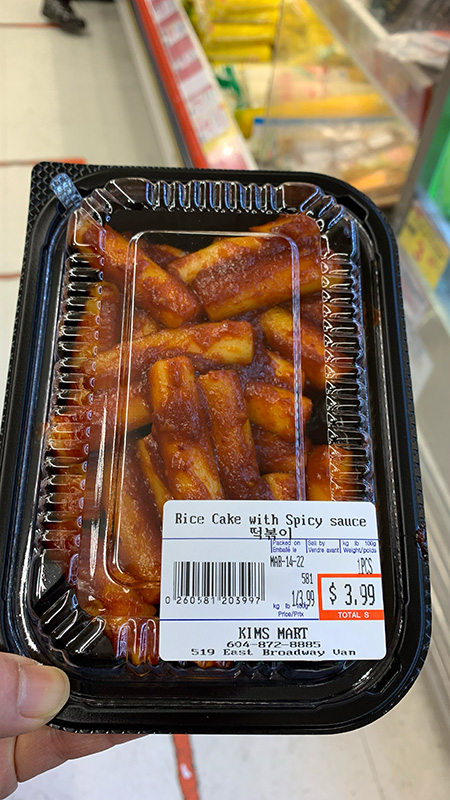 Rice Cake with Spicy sauce
떡볶이
Packed on
Emballé le
Sell by
Vendre avant
kg lb 100g
Weight/poids
MAR-14-22
1PCS
581
1/3.99
kg lb 100g
Price/Prix
$ 3.99
TOTAL $
0 260581 203997
KIMS MART
604-872-8885
519 East Broadway Van